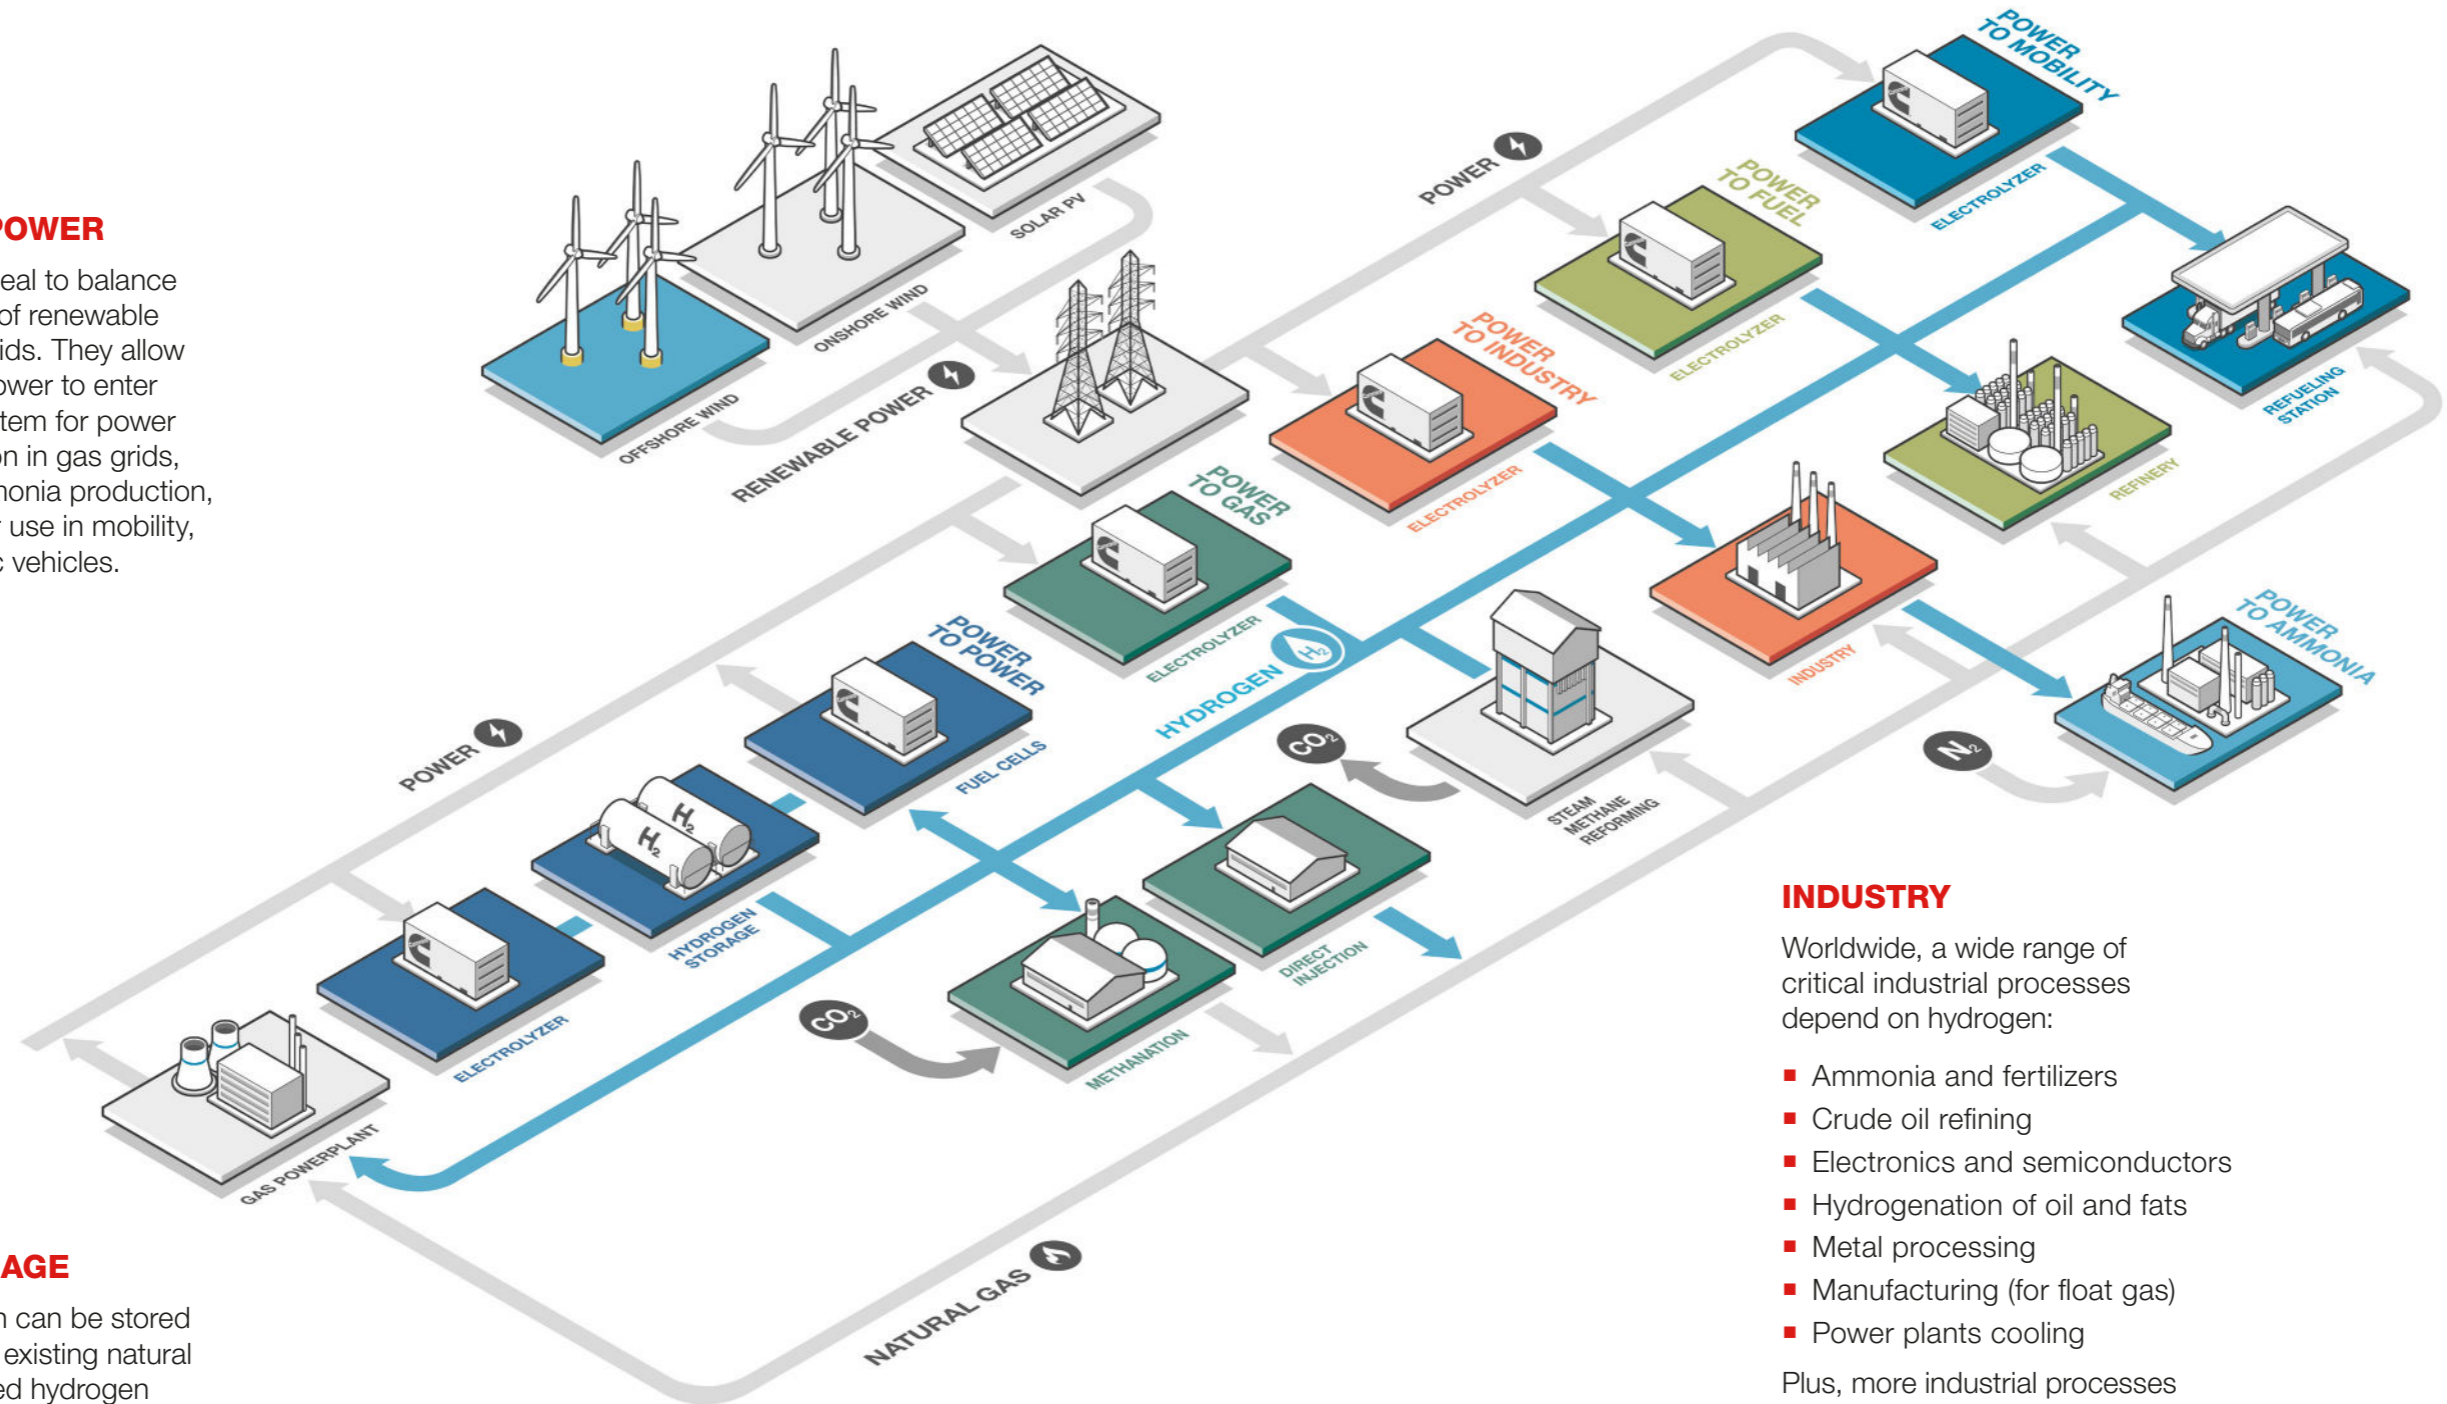 POWER
TO MOBILITY
POWER
ELECTROLYZER
POWER
TO FUEL
ELECTROLYZER
SOLAR PV
ONSHORE WIND
OFFSHORE WIND
RENEWABLE POWER
POWER
TO INDUSTRY
ELECTROLYZER
REFUELING
STATION
REFINERY
POWER
TO GAS
ELECTROLYZER
INDUSTRY
POWER
TO AMMONIA
N2
POWER
TO POWER
FUEL CELLS
HYDROGEN
H2
CO2
STEAM
METHANE
REFORMING
POWER
H2
H2
HYDROGEN
STORAGE
DIRECT
INJECTION
ELECTROLYZER
CO2
METHANATION
GAS POWERPLANT
NATURAL GAS
POWER
eal to balance
of renewable
ids. They allow
ower to enter
tem for power
on in gas grids,
monia production,
r use in mobility,
c vehicles.
AGE
n can be stored
existing natural
ed hydrogen
INDUSTRY
Worldwide, a wide range of
critical industrial processes
depend on hydrogen:
Ammonia and fertilizers
Crude oil refining
Electronics and semiconductors
Hydrogenation of oil and fats
Metal processing
Manufacturing (for float gas)
Power plants cooling
Plus, more industrial processes